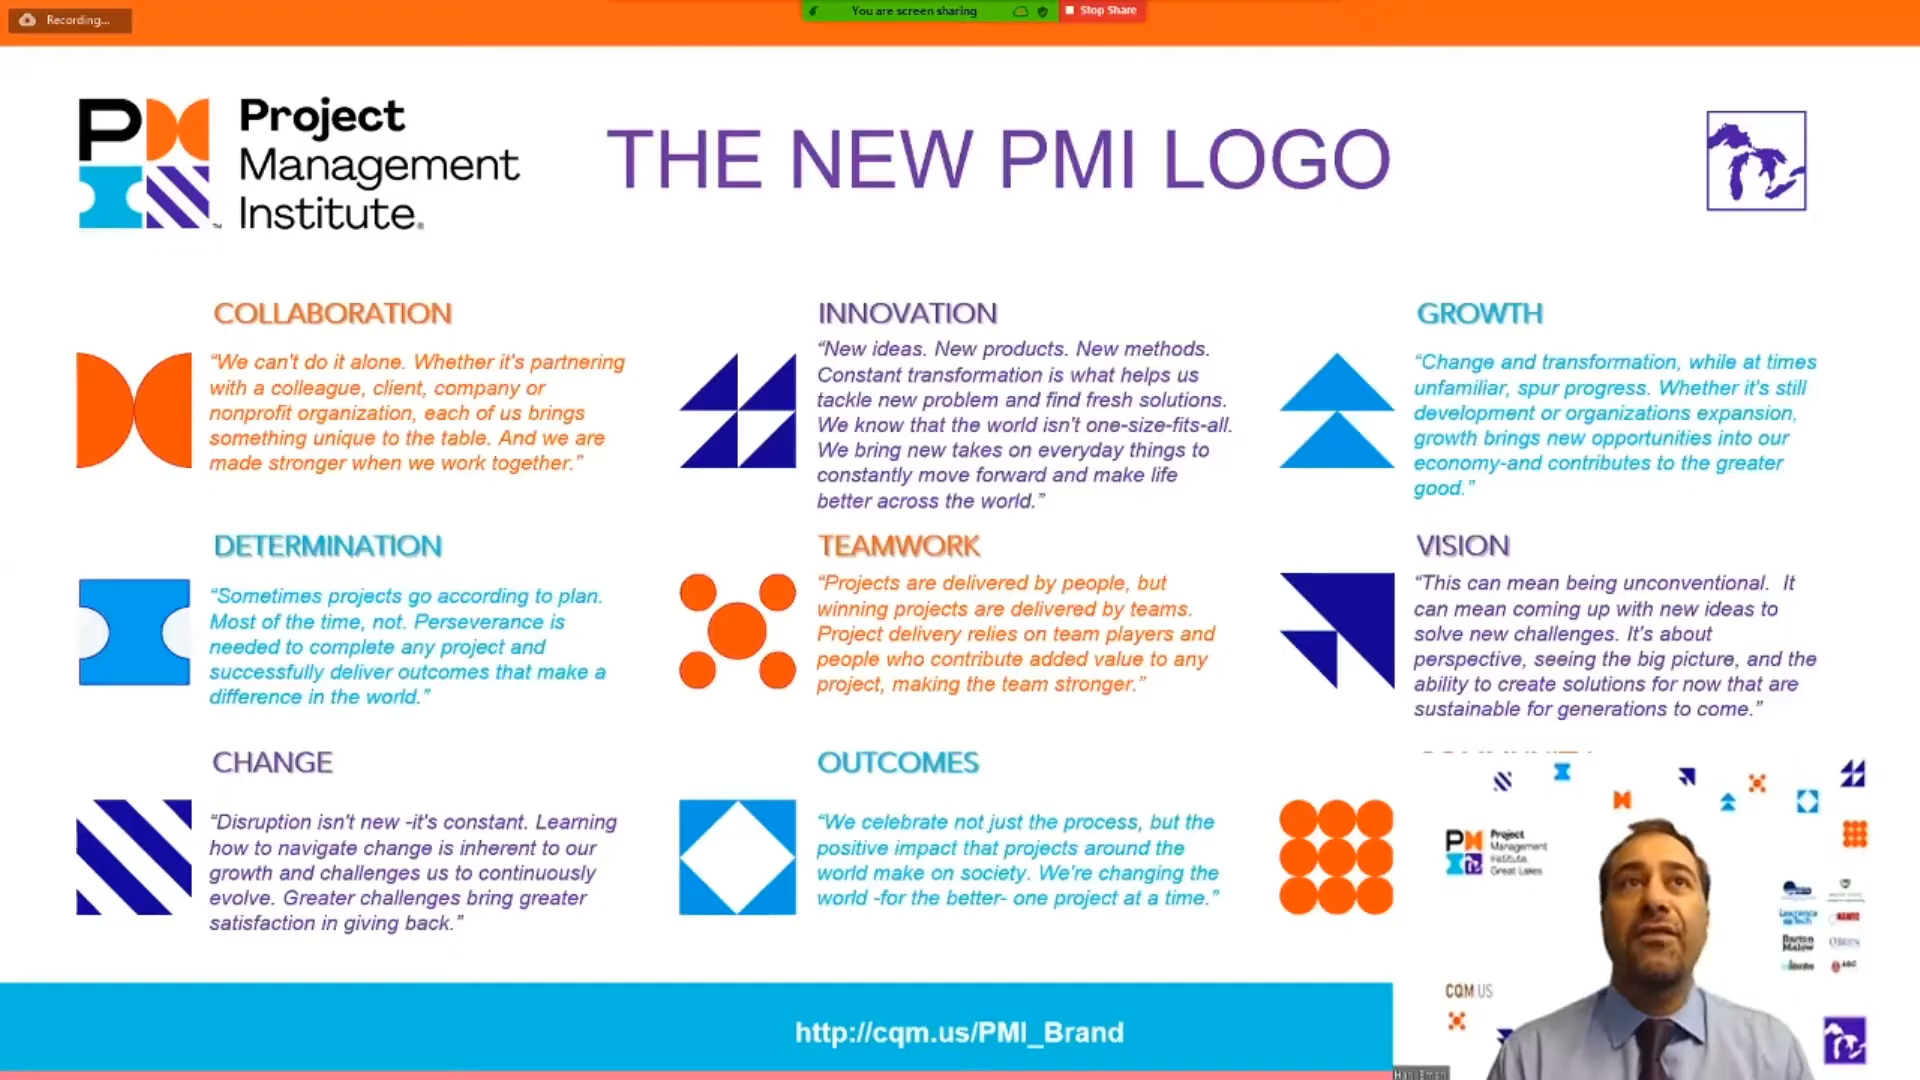 Recording...
You are screen sharing
Stop Share
PM
Project
Management
Institute.
THE NEW PMI LOGO
COLLABORATION
“We can't do it alone. Whether it's partnering
with a colleague, client, company or
nonprofit organization, each of us brings
something unique to the table. And we are
made stronger when we work together.”
INNOVATION
“New ideas. New products. New methods.
Constant transformation is what helps us
tackle new problem and find fresh solutions.
We know that the world isn't one-size-fits-all.
We bring new takes on everyday things to
constantly move forward and make life
better across the world.”
GROWTH
“Change and transformation, while at times
unfamiliar, spur progress. Whether it's still
development or organizations expansion,
growth brings new opportunities into our
economy-and contributes to the greater
good.”
DETERMINATION
“Sometimes projects go according to plan.
Most of the time, not. Perseverance is
needed to complete any project and
successfully deliver outcomes that make a
difference in the world.”
TEAMWORK
“Projects are delivered by people, but
winning projects are delivered by teams.
Project delivery relies on team players and
people who contribute added value to any
project, making the team stronger.”
VISION
“This can mean being unconventional.  It
can mean coming up with new ideas to
solve new challenges. It's about
perspective, seeing the big picture, and the
ability to create solutions for now that are
sustainable for generations to come.”
CHANGE
“Disruption isn't new -it's constant. Learning
how to navigate change is inherent to our
growth and challenges us to continuously
evolve. Greater challenges bring greater
satisfaction in giving back.”
OUTCOMES
“We celebrate not just the process, but the
positive impact that projects around the
world make on society. We're changing the
world -for the better- one project at a time.”
PM
Project
Management
Institute.
Great Lakes
Lawrence
Tech
Barton
Malow
CQM.US
http://cqm.us/PMI_Brand